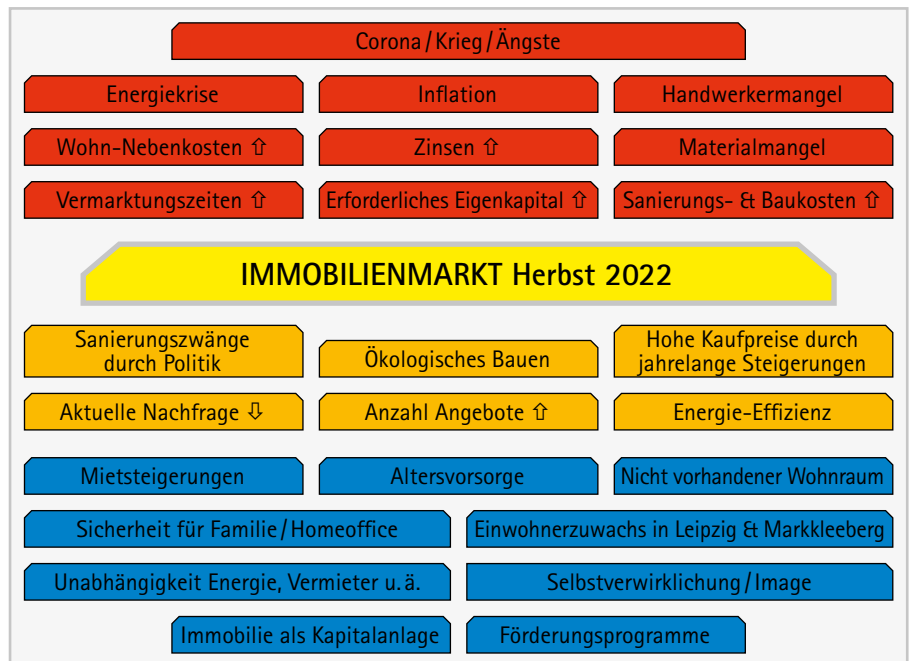 Corona / Krieg / Ängste
Energiekrise
Inflation
Handwerkermangel
Wohn-Nebenkosten ⇧
Zinsen ⇧
Materialmangel
Vermarktungszeiten ⇧
Erforderliches Eigenkapital ⇧
Sanierungs- & Baukosten ⇧
IMMOBILIENMARKT Herbst 2022
Sanierungszwänge
durch Politik
Ökologisches Bauen
Hohe Kaufpreise durch
jahrelange Steigerungen
Aktuelle Nachfrage ⇩
Anzahl Angebote ⇧
Energie-Effizienz
Mietsteigerungen
Altersvorsorge
Nicht vorhandener Wohnraum
Sicherheit für Familie / Homeoffice
Einwohnerzuwachs in Leipzig & Markkleeberg
Unabhängigkeit Energie, Vermieter u. ä.
Selbstverwirklichung / Image
Immobilie als Kapitalanlage
Förderungsprogramme